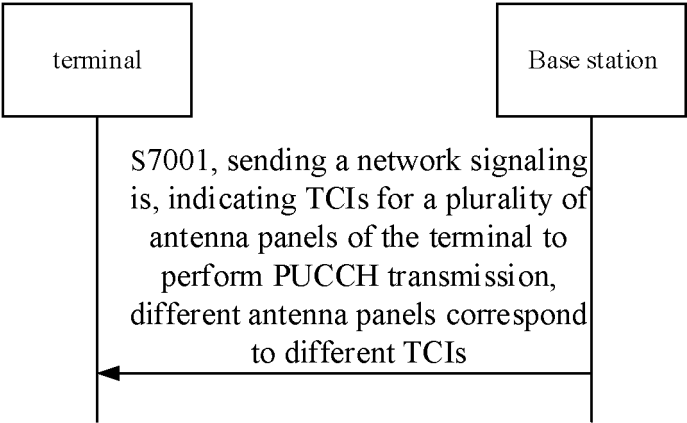 terminal
Base station
S7001, sending a network signaling
is, indicating TCIs for a plurality of
antenna panels of the terminal to
perform PUCCH transmission,
different antenna panels correspond
to different TCIs